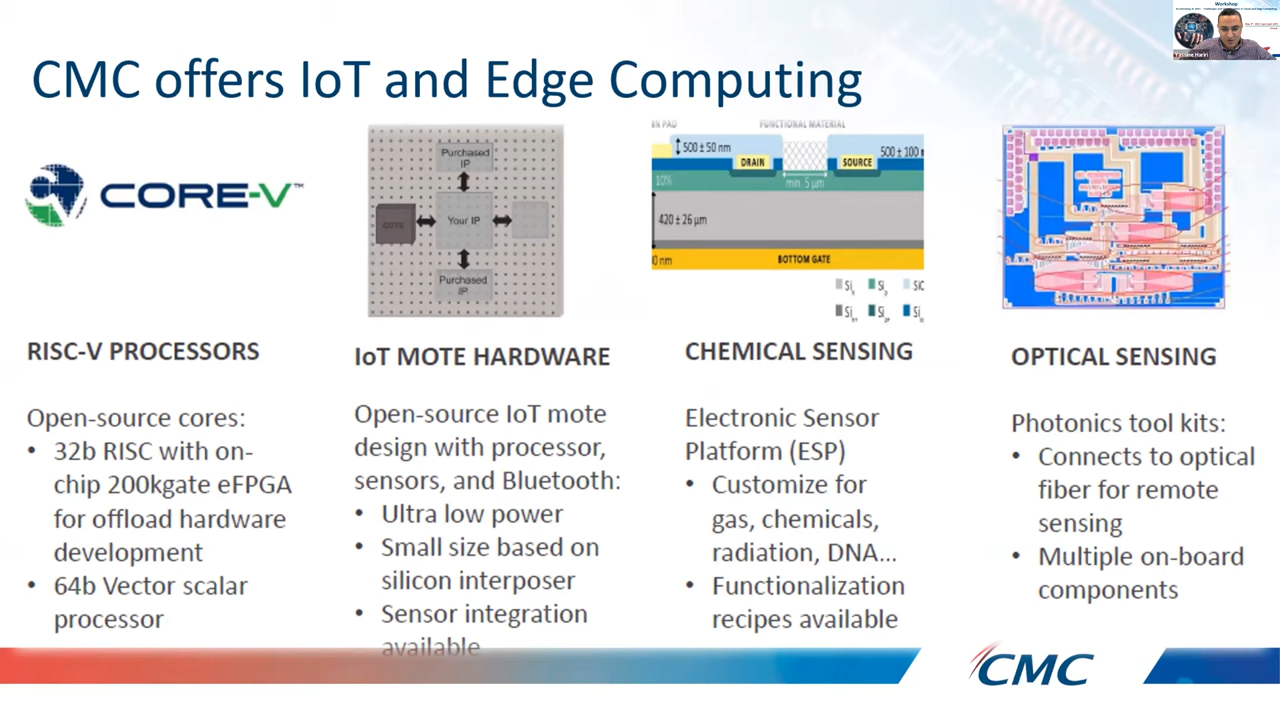 Workshop
Yassine Hariri
CMC offers IoT and Edge Computing
CORE-V™
Purchased
IP
Your IP
Purchased
IP
PAD
FUNCTIONAL MATERIAL
500 ± 50 nm
DRAIN
SOURCE
500 ± 100
10%
min. 5 μm
420 ± 26 μm
0 nm
BOTTOM GATE
RISC-V PROCESSORS
Open-source cores:
• 32b RISC with on-
chip 200kgate eFPGA
for offload hardware
development
• 64b Vector scalar
processor
IoT MOTE HARDWARE
Open-source IoT mote
design with processor,
sensors, and Bluetooth:
• Ultra low power
• Small size based on
silicon interposer
• Sensor integration
available
CHEMICAL SENSING
Electronic Sensor
Platform (ESP)
• Customize for
gas, chemicals,
radiation, DNA...
• Functionalization
recipes available
OPTICAL SENSING
Photonics tool kits:
• Connects to optical
fiber for remote
sensing
• Multiple on-board
components
CMC